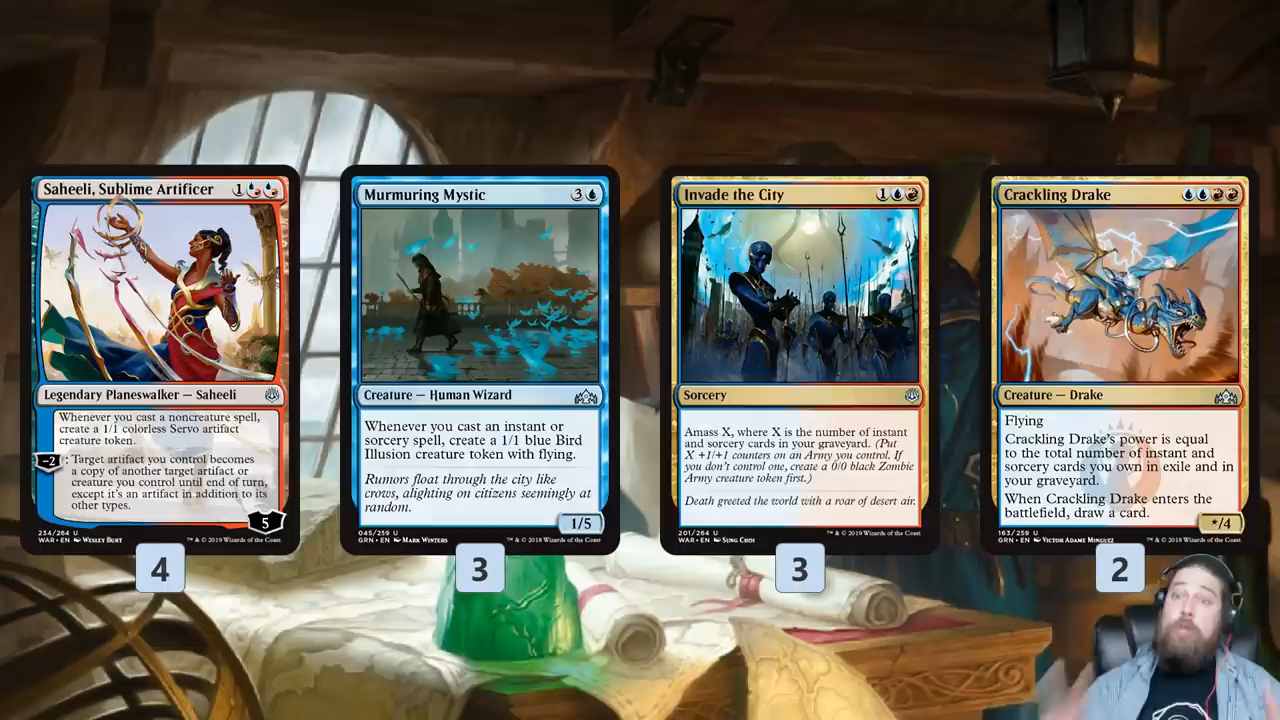 Saheeli, Sublime Artificer 1
Legendary Planeswalker — Saheeli
Whenever you cast a noncreature spell,
create a 1/1 colorless Servo artifact
creature token.
-2 : Target artifact you control becomes
a copy of another target artifact or
creature you control until end of turn,
except it's an artifact in addition to its
other types.
5
234/264 U
WAR • EN Wesley Burt
™ & © 2019 Wizards of the Coast
4
Murmuring Mystic 3
Creature — Human Wizard
Whenever you cast an instant or
sorcery spell, create a 1/1 blue Bird
Illusion creature token with flying.
Rumors float through the city like
crows, alighting on citizens seemingly at
random.
1/5
045/259 U
GRN • EN Mark Winters
™ & © 2018 Wizards of the Coast
3
Invade the City 1
Sorcery
Amass X, where X is the number of instant
and sorcery cards in your graveyard. (Put
X +1/+1 counters on an Army you control. If
you don't control one, create a 0/0 black Zombie
Army creature token first.)
Death greeted the world with a roar of desert air.
201/264 U
WAR • EN Sung Choi
™ & © 2019 Wizards of the Coast
3
Crackling Drake
Creature — Drake
Flying
Crackling Drake's power is equal
to the total number of instant and
sorcery cards you own in exile and in
your graveyard.
When Crackling Drake enters the
battlefield, draw a card.
*/4
163/259 U
GRN • EN Victor Adame Minguez
™ & © 2018 Wizards of the Coast
2